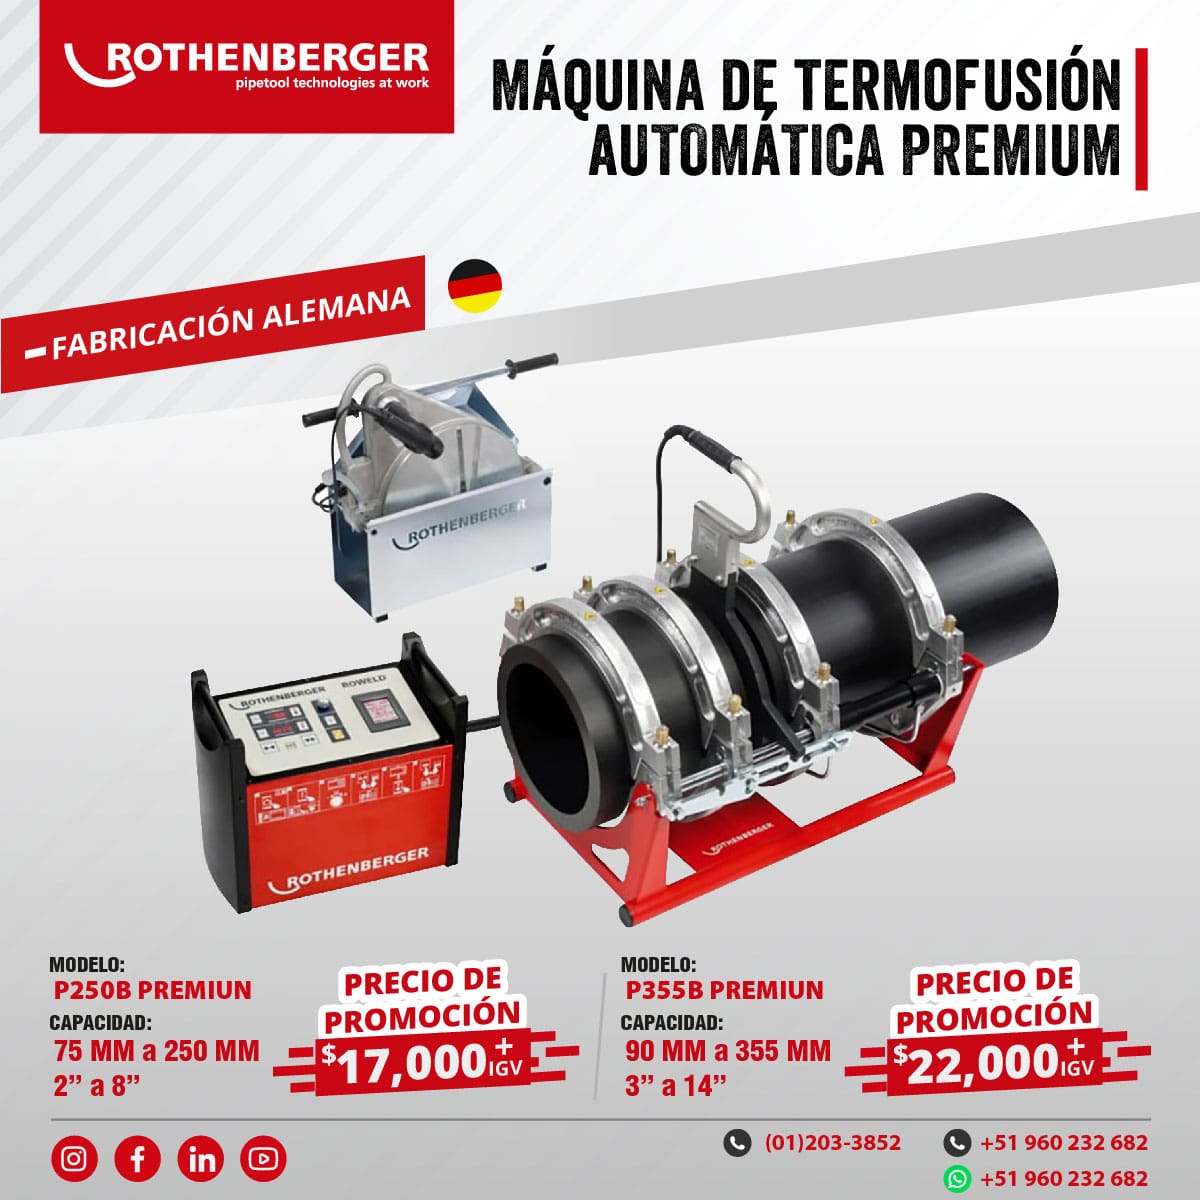 ROTHENBERGER
pipetool technologies at work
MÁQUINA DE TERMOFUSIÓN
AUTOMÁTICA PREMIUM
FABRICACIÓN ALEMANA
ROTHENBERGER
ROTHENBERGER ROWELD
ROTHENBERGER
ROTHENBERGER
MODELO:
P250B PREMIUN
CAPACIDAD:
75 MM a 250 MM
2” a 8”
PRECIO DE
PROMOCIÓN
$17,000 + IGV
MODELO:
P355B PREMIUN
CAPACIDAD:
90 MM a 355 MM
3” a 14”
PRECIO DE
PROMOCIÓN
$22,000 + IGV
(01)203-3852
+51 960 232 682
+51 960 232 682